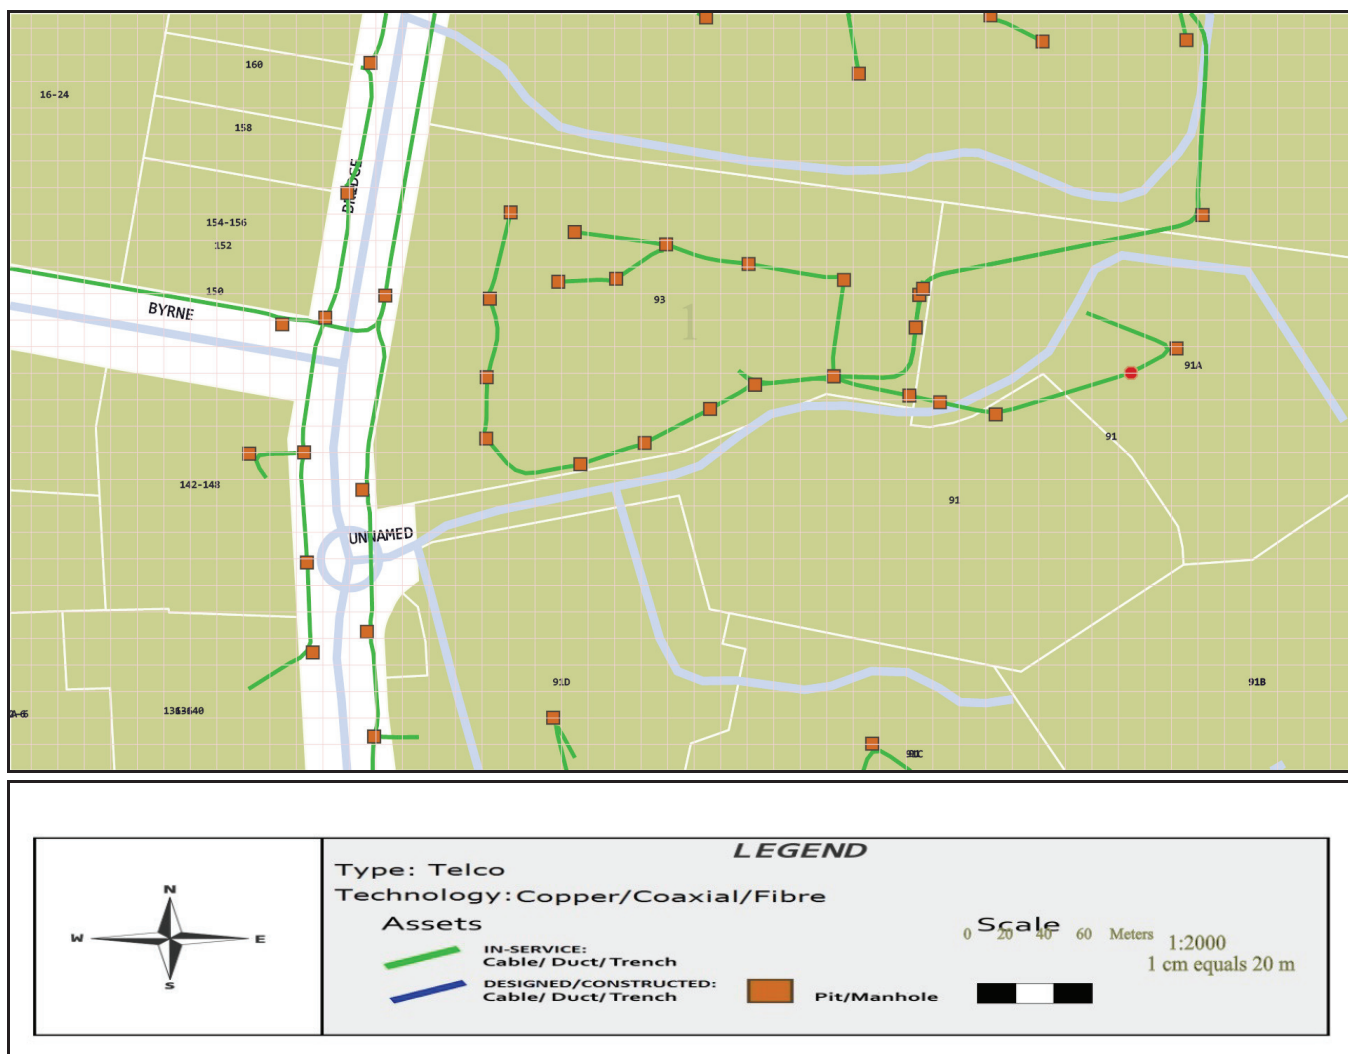 160
16-24
158
BRIDGE
154-156
152
150
BYRNE
93
1
91A
91
142-148
91
UNNAMED
91D
91B
LEGEND
Type: Telco
Technology: Copper/Coaxial/Fibre
Assets
Scale
0 20 40 60 Meters
1:2000
1 cm equals 20 m
IN-SERVICE:
Cable/ Duct/ Trench
DESIGNED/CONSTRUCTED:
Cable/ Duct/ Trench
Pit/Manhole
N
W
E
S